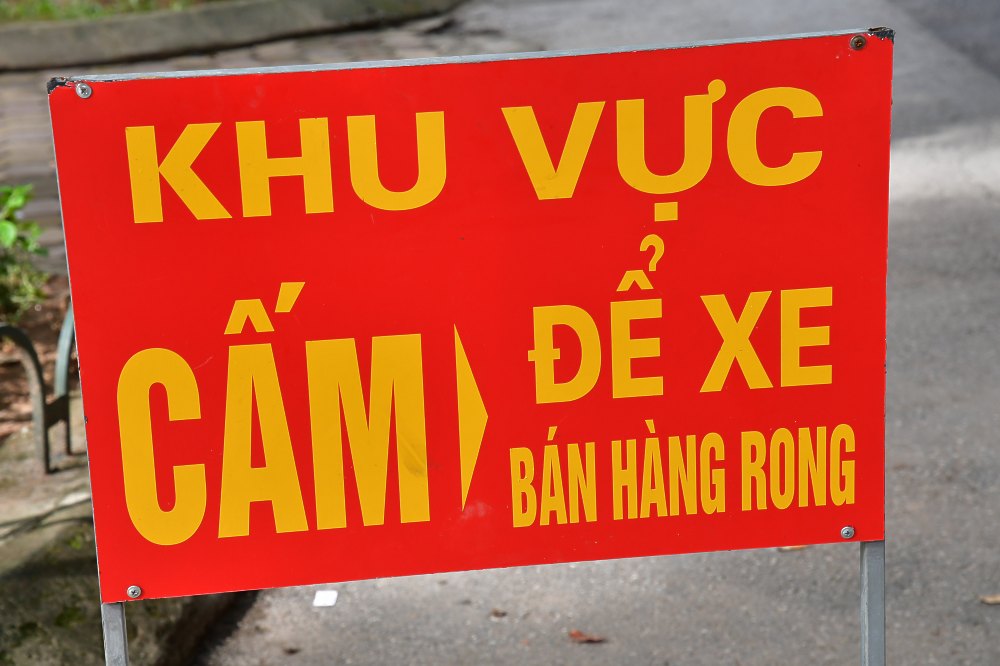 KHU VỰC
CẤM
ĐỂ XE
BÁN HÀNG RONG